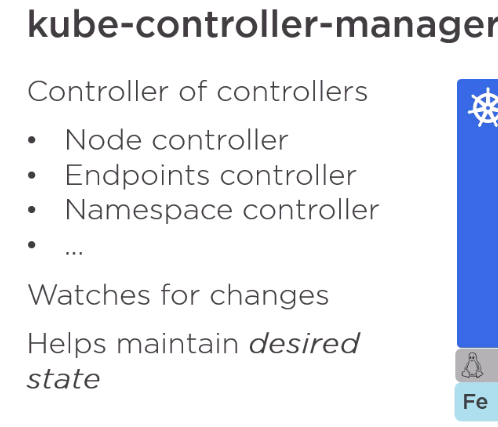 kube-controller-manager
Controller of controllers
• Node controller
• Endpoints controller
• Namespace controller
• ...
Watches for changes
Helps maintain desired
state
Fe